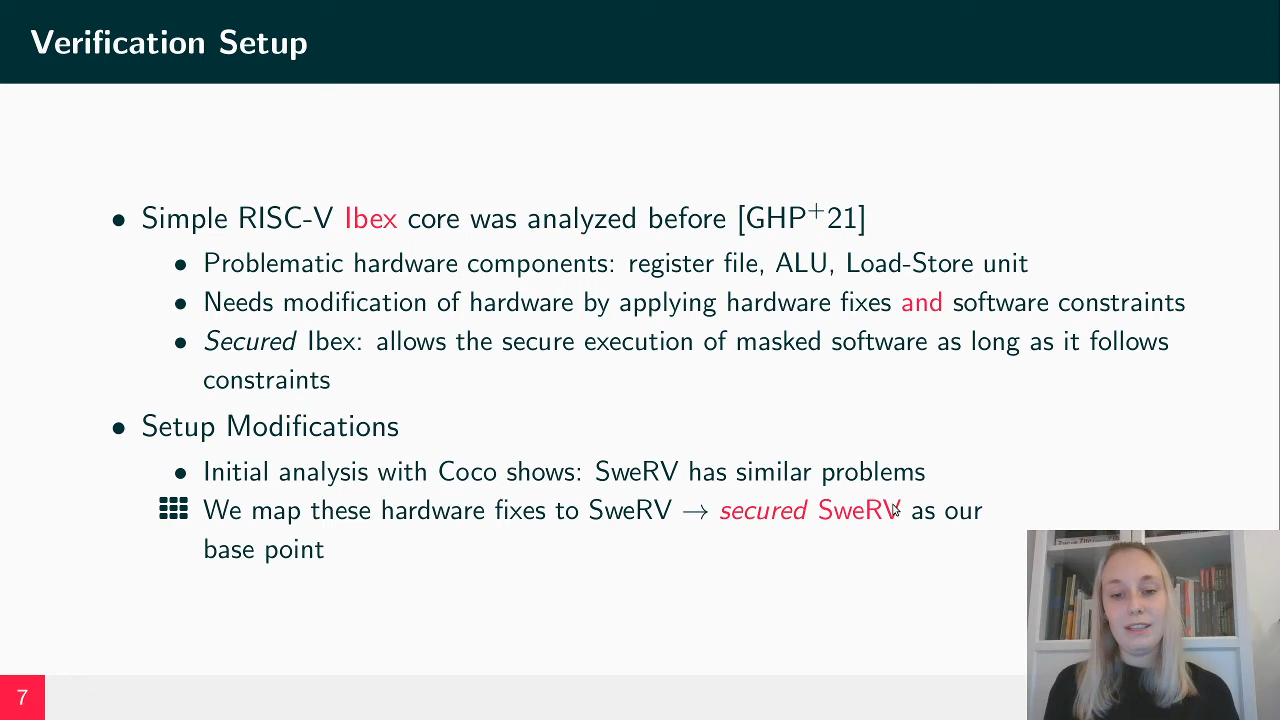 Verification Setup
• Simple RISC-V Ibex core was analyzed before [GHP+21]
• Problematic hardware components: register file, ALU, Load-Store unit
• Needs modification of hardware by applying hardware fixes and software constraints
• Secured Ibex: allows the secure execution of masked software as long as it follows
constraints
• Setup Modifications
• Initial analysis with Coco shows: SweRV has similar problems
We map these hardware fixes to SweRV → secured SweRV as our
base point
7